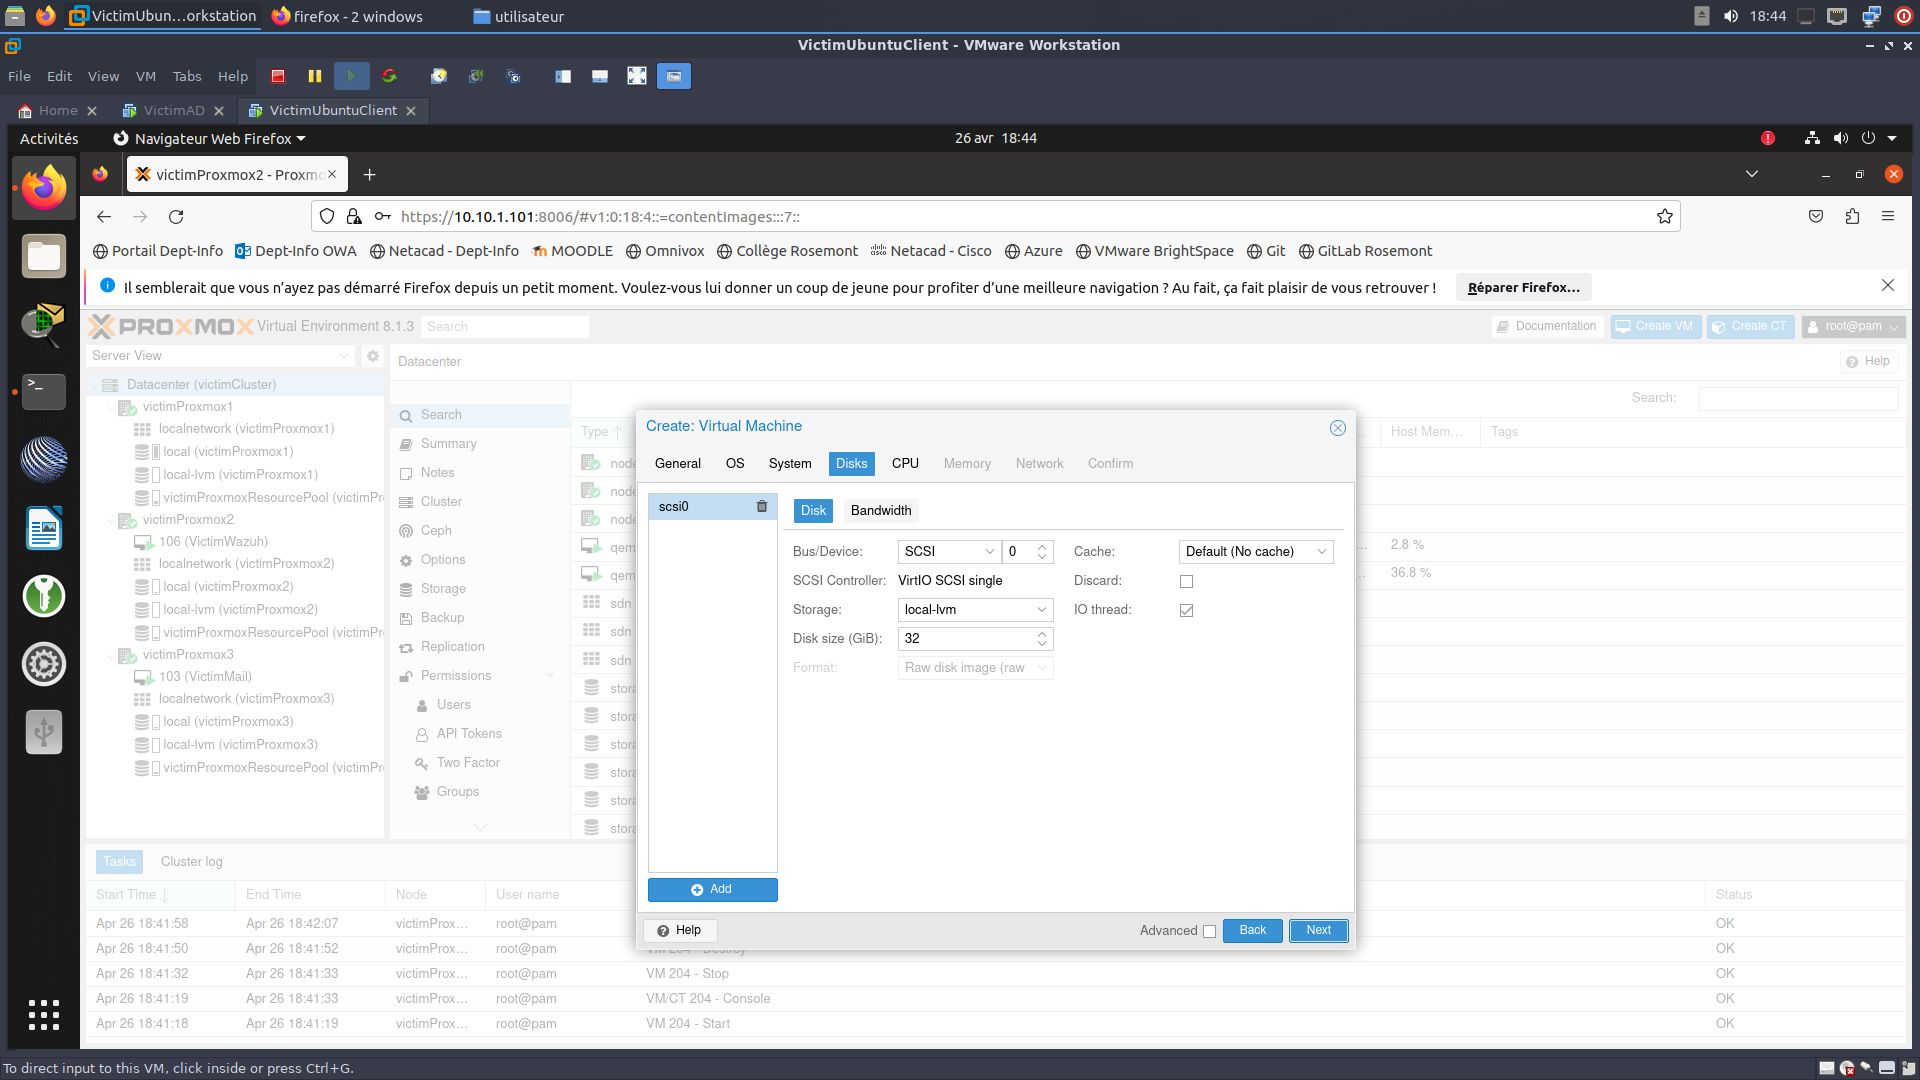 VictimUbun...orkstation
firefox - 2 windows
utilisateur
18:44
VictimUbuntuClient - VMware Workstation
File Edit View VM Tabs Help
Home
VictimAD
VictimUbuntuClient
Activités
Navigateur Web Firefox
26 avr 18:44
victimProxmox2 - Proxmo
https://10.10.1.101:8006/#v1:0:18:4::=contentImages:::7::
Portail Dept-Info Dept-Info OWA Netacad - Dept-Info MOODLE Omnivox Collège Rosemont Netacad - Cisco Azure VMware BrightSpace Git GitLab Rosemont
Il semblerait que vous n’ayez pas démarré Firefox depuis un petit moment. Voulez-vous lui donner un coup de jeune pour profiter d’une meilleure navigation ? Au fait, ça fait plaisir de vous retrouver !
Réparer Firefox…
PROXMOX Virtual Environment 8.1.3
Search
Documentation
Create VM
Create CT
root@pam
Server View
Datacenter
Help
Datacenter (victimCluster)
victimProxmox1
localnetwork (victimProxmox1)
local (victimProxmox1)
local-lvm (victimProxmox1)
victimProxmoxResourcePool (victimPr
victimProxmox2
106 (VictimWazuh)
localnetwork (victimProxmox2)
local (victimProxmox2)
local-lvm (victimProxmox2)
victimProxmoxResourcePool (victimPr
victimProxmox3
103 (VictimMail)
localnetwork (victimProxmox3)
local (victimProxmox3)
local-lvm (victimProxmox3)
victimProxmoxResourcePool (victimPr
Search
Summary
Notes
Cluster
Ceph
Options
Storage
Backup
Replication
Permissions
Users
API Tokens
Two Factor
Groups
Search:
Type
Host Mem...
Tags
node
node
node
qem
2.8 %
qem
36.8 %
sdn
sdn
sdn
stora
stora
stora
stora
stora
stora
Create: Virtual Machine
General OS System Disks CPU Memory Network Confirm
scsi0
Disk Bandwidth
Bus/Device: SCSI 0
Cache: Default (No cache)
SCSI Controller: VirtIO SCSI single
Discard:
Storage: local-lvm
IO thread:
Disk size (GiB): 32
Format: Raw disk image (raw
Add
Help
Advanced
Back
Next
Tasks
Cluster log
Start Time End Time Node User name Status
Apr 26 18:41:58 Apr 26 18:42:07 victimProx... root@pam OK
Apr 26 18:41:50 Apr 26 18:41:52 victimProx... root@pam VM 204 - Destroy OK
Apr 26 18:41:32 Apr 26 18:41:33 victimProx... root@pam VM 204 - Stop OK
Apr 26 18:41:19 Apr 26 18:41:33 victimProx... root@pam VM/CT 204 - Console OK
Apr 26 18:41:18 Apr 26 18:41:19 victimProx... root@pam VM 204 - Start OK
To direct input to this VM, click inside or press Ctrl+G.